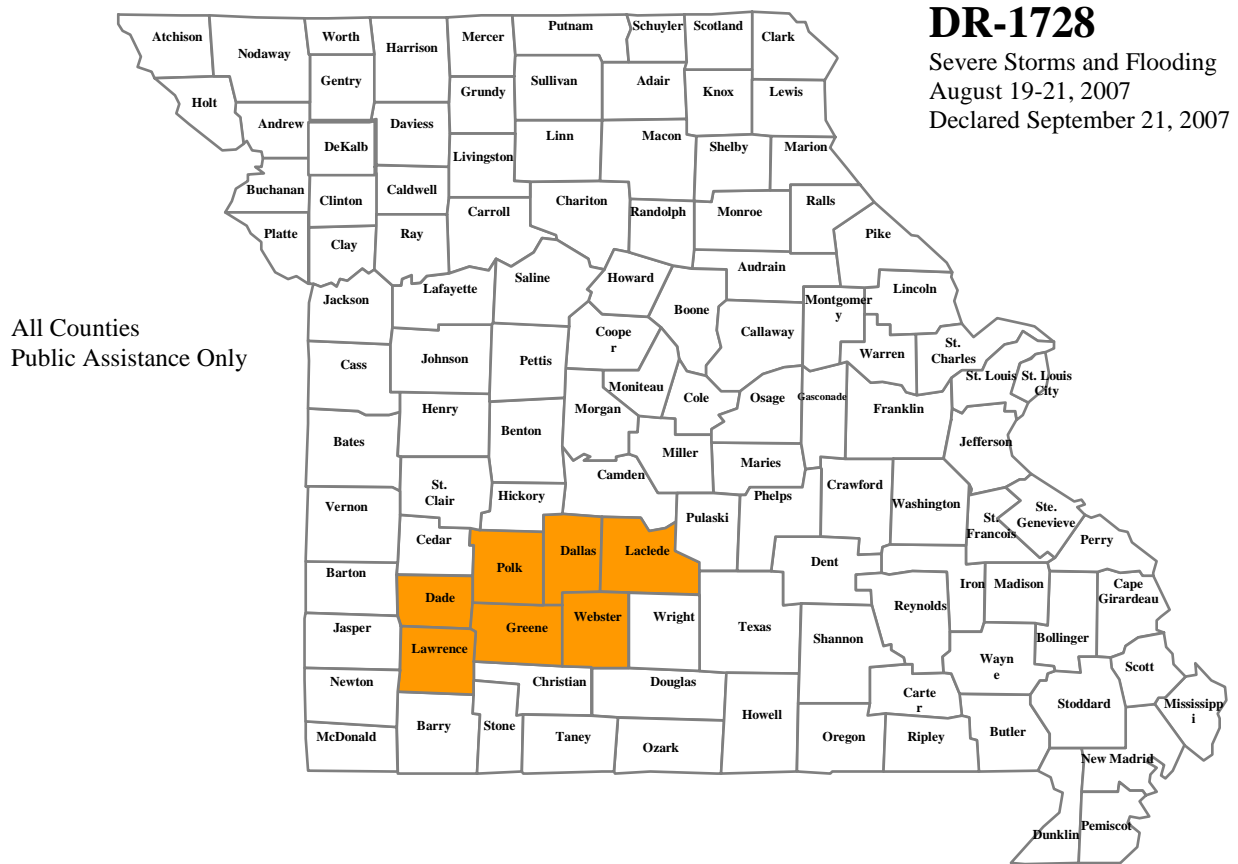 DR-1728
Severe Storms and Flooding
August 19-21, 2007
Declared September 21, 2007
All Counties
Public Assistance Only
Atchison
Nodaway
Worth
Harrison
Mercer
Putnam
Schuyler
Scotland
Clark
Holt
Gentry
Grundy
Sullivan
Adair
Knox
Lewis
Andrew
DeKalb
Daviess
Livingston
Linn
Macon
Shelby
Marion
Buchanan
Clinton
Caldwell
Carroll
Chariton
Randolph
Monroe
Ralls
Platte
Clay
Ray
Pike
Jackson
Lafayette
Saline
Howard
Boone
Audrain
Montgomer
y
Lincoln
Callaway
Cass
Johnson
Pettis
Coope
r
Moniteau
Cole
Osage
Gasconade
Warren
St.
Charles
St. Louis
St. Louis
City
Franklin
Bates
Henry
Benton
Morgan
Miller
Maries
Jefferson
Vernon
St.
Clair
Hickory
Camden
Pulaski
Phelps
Crawford
Washington
St.
Francois
Ste.
Genevieve
Perry
Cedar
Polk
Dallas
Laclede
Dent
Barton
Dade
Greene
Webster
Wright
Texas
Shannon
Reynolds
Iron
Madison
Bollinger
Cape
Girardeau
Jasper
Lawrence
Wayn
e
Scott
Newton
Christian
Douglas
Howell
Carte
r
Stoddard
Mississipp
i
McDonald
Barry
Stone
Taney
Ozark
Oregon
Ripley
Butler
New Madrid
Dunklin
Pemiscot